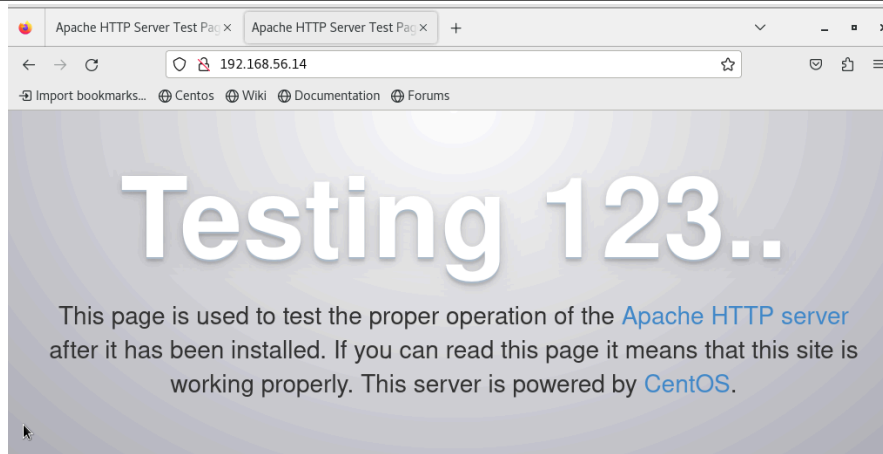 Apache HTTP Server Test Pag
Apache HTTP Server Test Pag
192.168.56.14
Import bookmarks... Centos Wiki Documentation Forums
Testing 123..
This page is used to test the proper operation of the Apache HTTP server
after it has been installed. If you can read this page it means that this site is
working properly. This server is powered by CentOS.